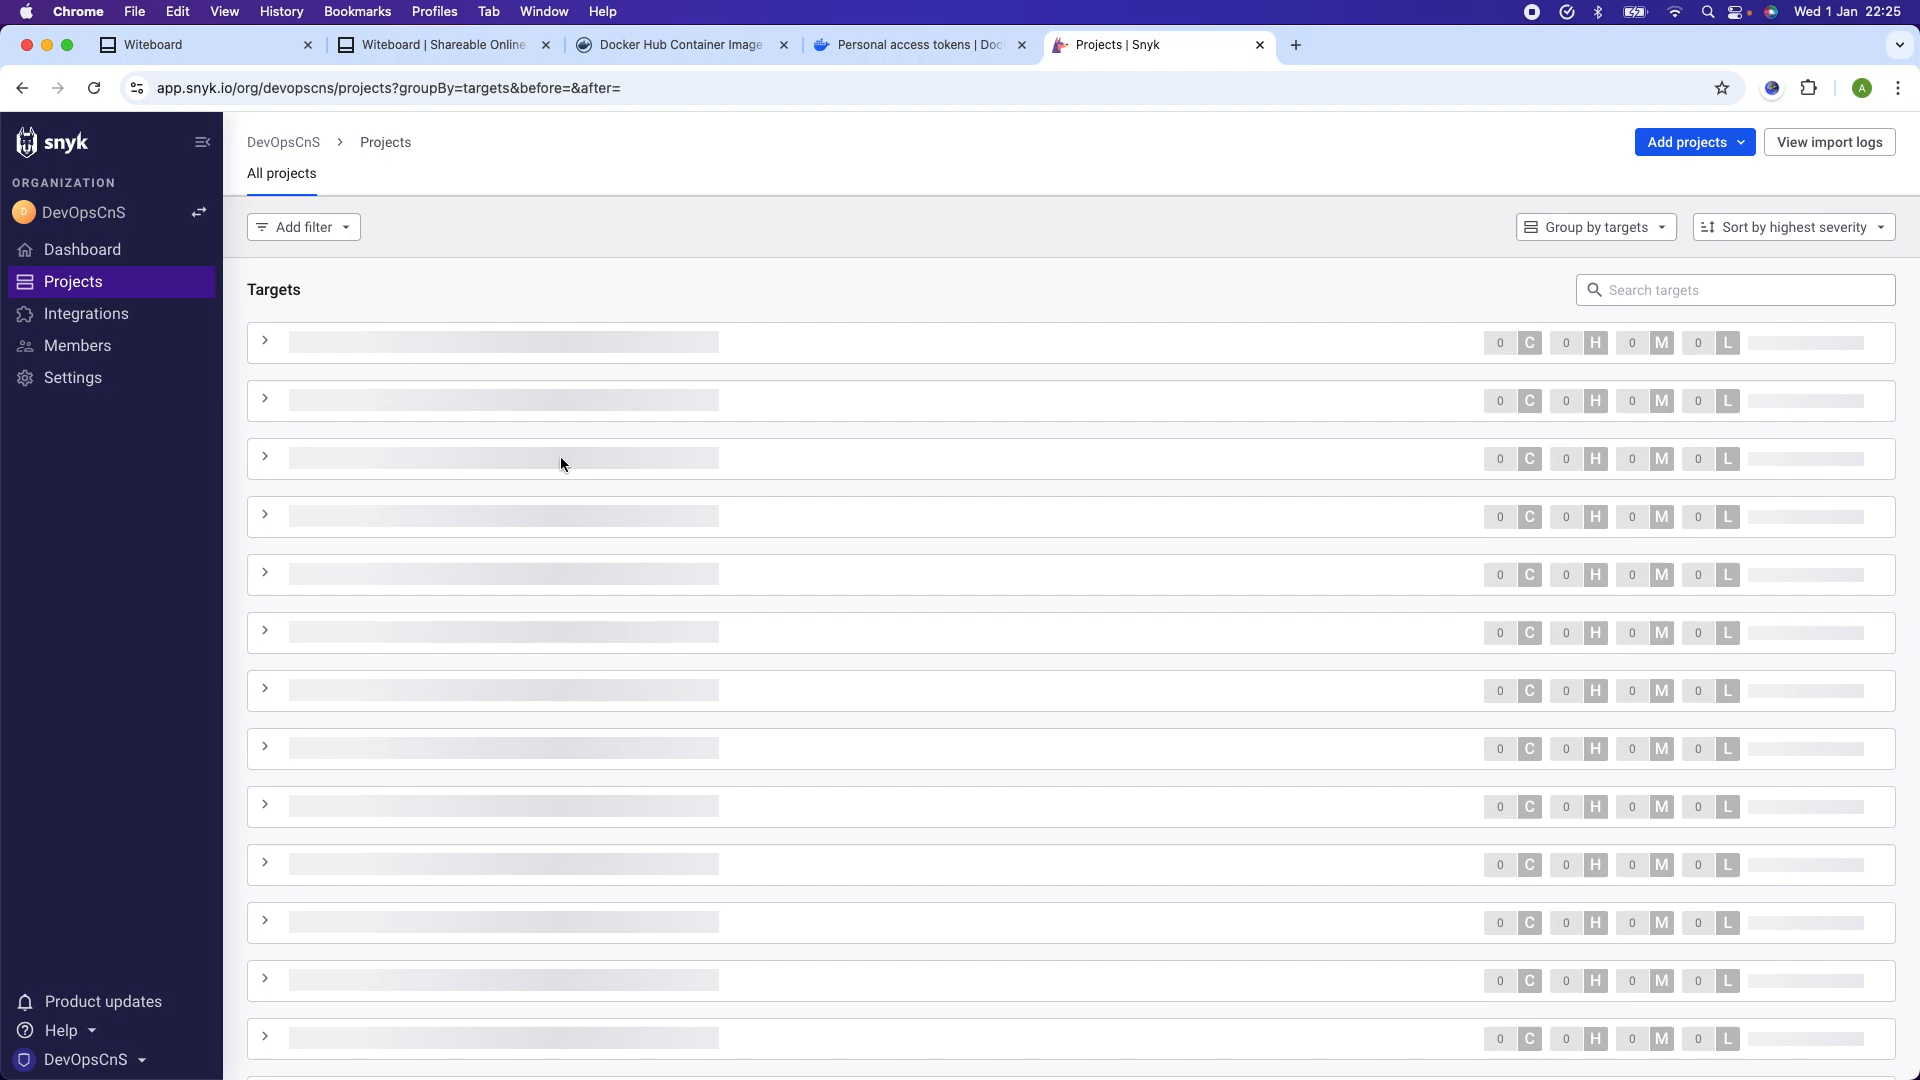 Chrome File Edit View History Bookmarks Profiles Tab Window Help Wed 1 Jan 22:25
Witeboard
Witeboard | Shareable Online
Docker Hub Container Image
Personal access tokens | Doc
Projects | Snyk
app.snyk.io/org/devopscns/projects?groupBy=targets&before=&after=
A
snyk
ORGANIZATION
D DevOpsCnS
Dashboard
Projects
Integrations
Members
Settings
Product updates
Help
DevOpsCnS
DevOpsCnS > Projects
Add projects
View import logs
All projects
Add filter
Group by targets
Sort by highest severity
Targets
Search targets
0 C 0 H 0 M 0 L
0 C 0 H 0 M 0 L
0 C 0 H 0 M 0 L
0 C 0 H 0 M 0 L
0 C 0 H 0 M 0 L
0 C 0 H 0 M 0 L
0 C 0 H 0 M 0 L
0 C 0 H 0 M 0 L
0 C 0 H 0 M 0 L
0 C 0 H 0 M 0 L
0 C 0 H 0 M 0 L
0 C 0 H 0 M 0 L
0 C 0 H 0 M 0 L